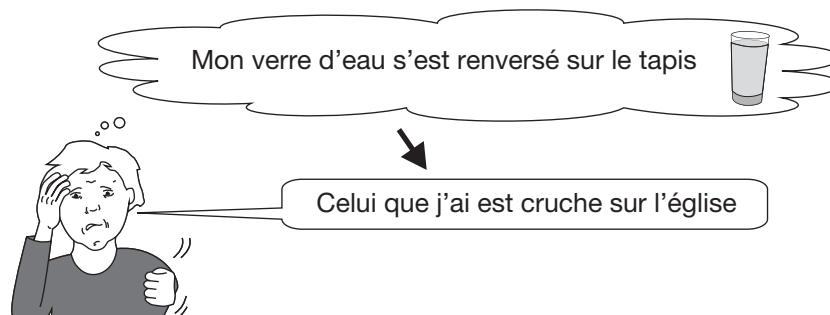 Mon verre d’eau s’est renversé sur le tapis
Celui que j’ai est cruche sur l’église